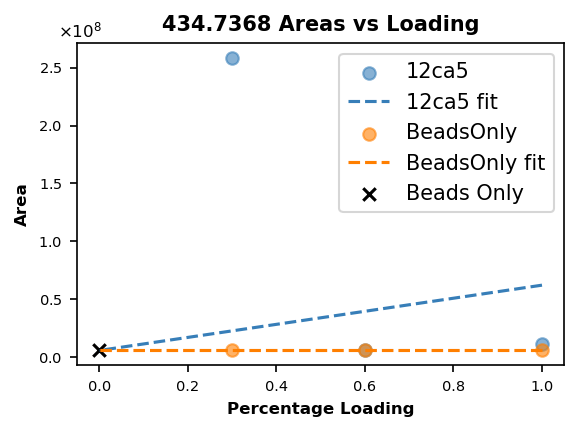 434.7368 Areas vs Loading
×10⁸
2.5
2.0
1.5
1.0
0.5
0.0
Area
12ca5
12ca5 fit
BeadsOnly
BeadsOnly fit
Beads Only
0.0 0.2 0.4 0.6 0.8 1.0
Percentage Loading